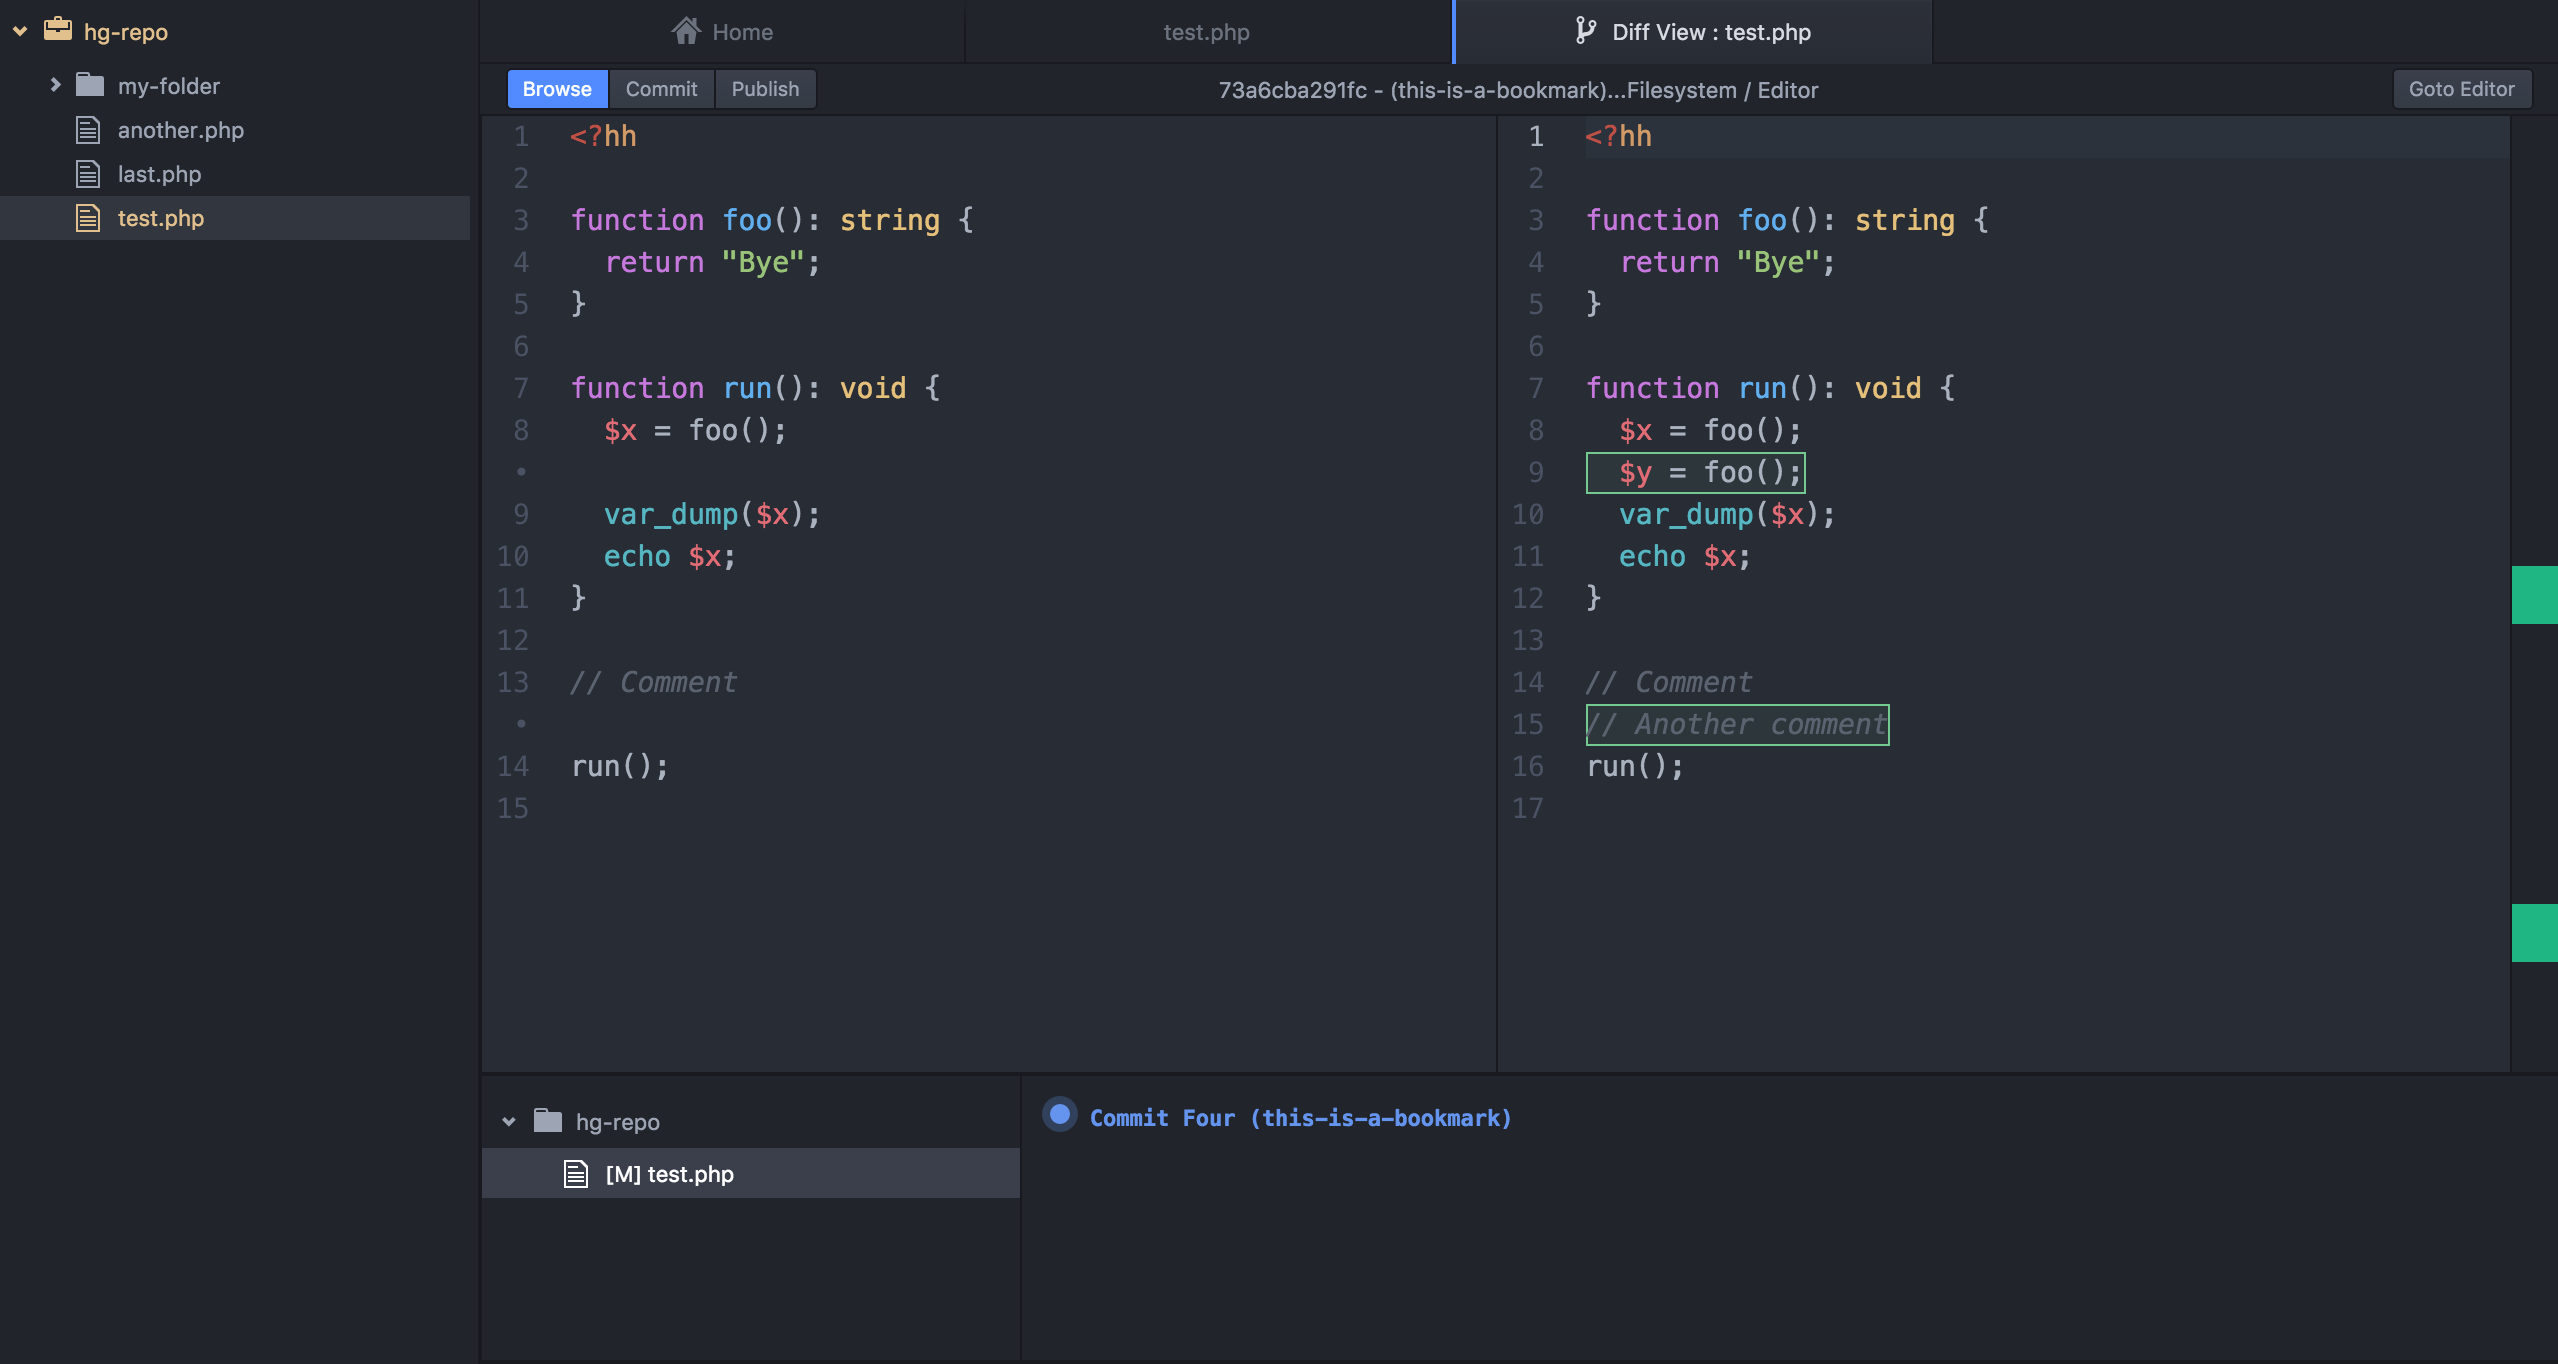 hg-repo
my-folder
another.php
last.php
test.php
Home
test.php
Diff View : test.php
Browse
Commit
Publish
73a6cba291fc - (this-is-a-bookmark)...Filesystem / Editor
Goto Editor
1 <?hh
2
3 function foo(): string {
4   return "Bye";
5 }
6
7 function run(): void {
8   $x = foo();
•
9   var_dump($x);
10   echo $x;
11 }
12
13 // Comment
•
14 run();
15
1 <?hh
2
3 function foo(): string {
4   return "Bye";
5 }
6
7 function run(): void {
8   $x = foo();
9   $y = foo();
10   var_dump($x);
11   echo $x;
12 }
13
14 // Comment
15 // Another comment
16 run();
17
hg-repo
[M] test.php
Commit Four (this-is-a-bookmark)